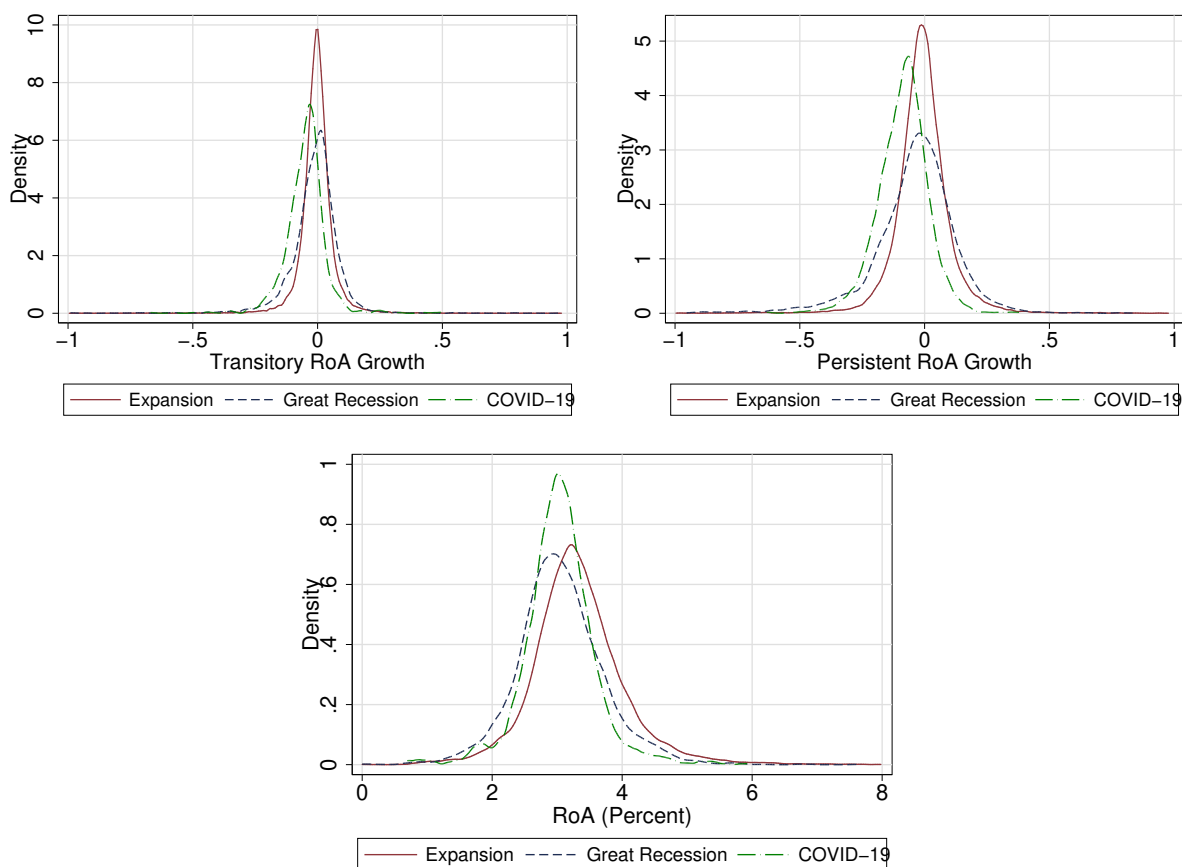 10
8
6
4
2
0
Density
-1 -.5 0 .5 1
Transitory RoA Growth
Expansion Great Recession COVID-19
5
4
3
2
1
0
Density
-1 -.5 0 .5 1
Persistent RoA Growth
Expansion Great Recession COVID-19
1
.8
.6
.4
.2
0
Density
0 2 4 6 8
RoA (Percent)
Expansion Great Recession COVID-19